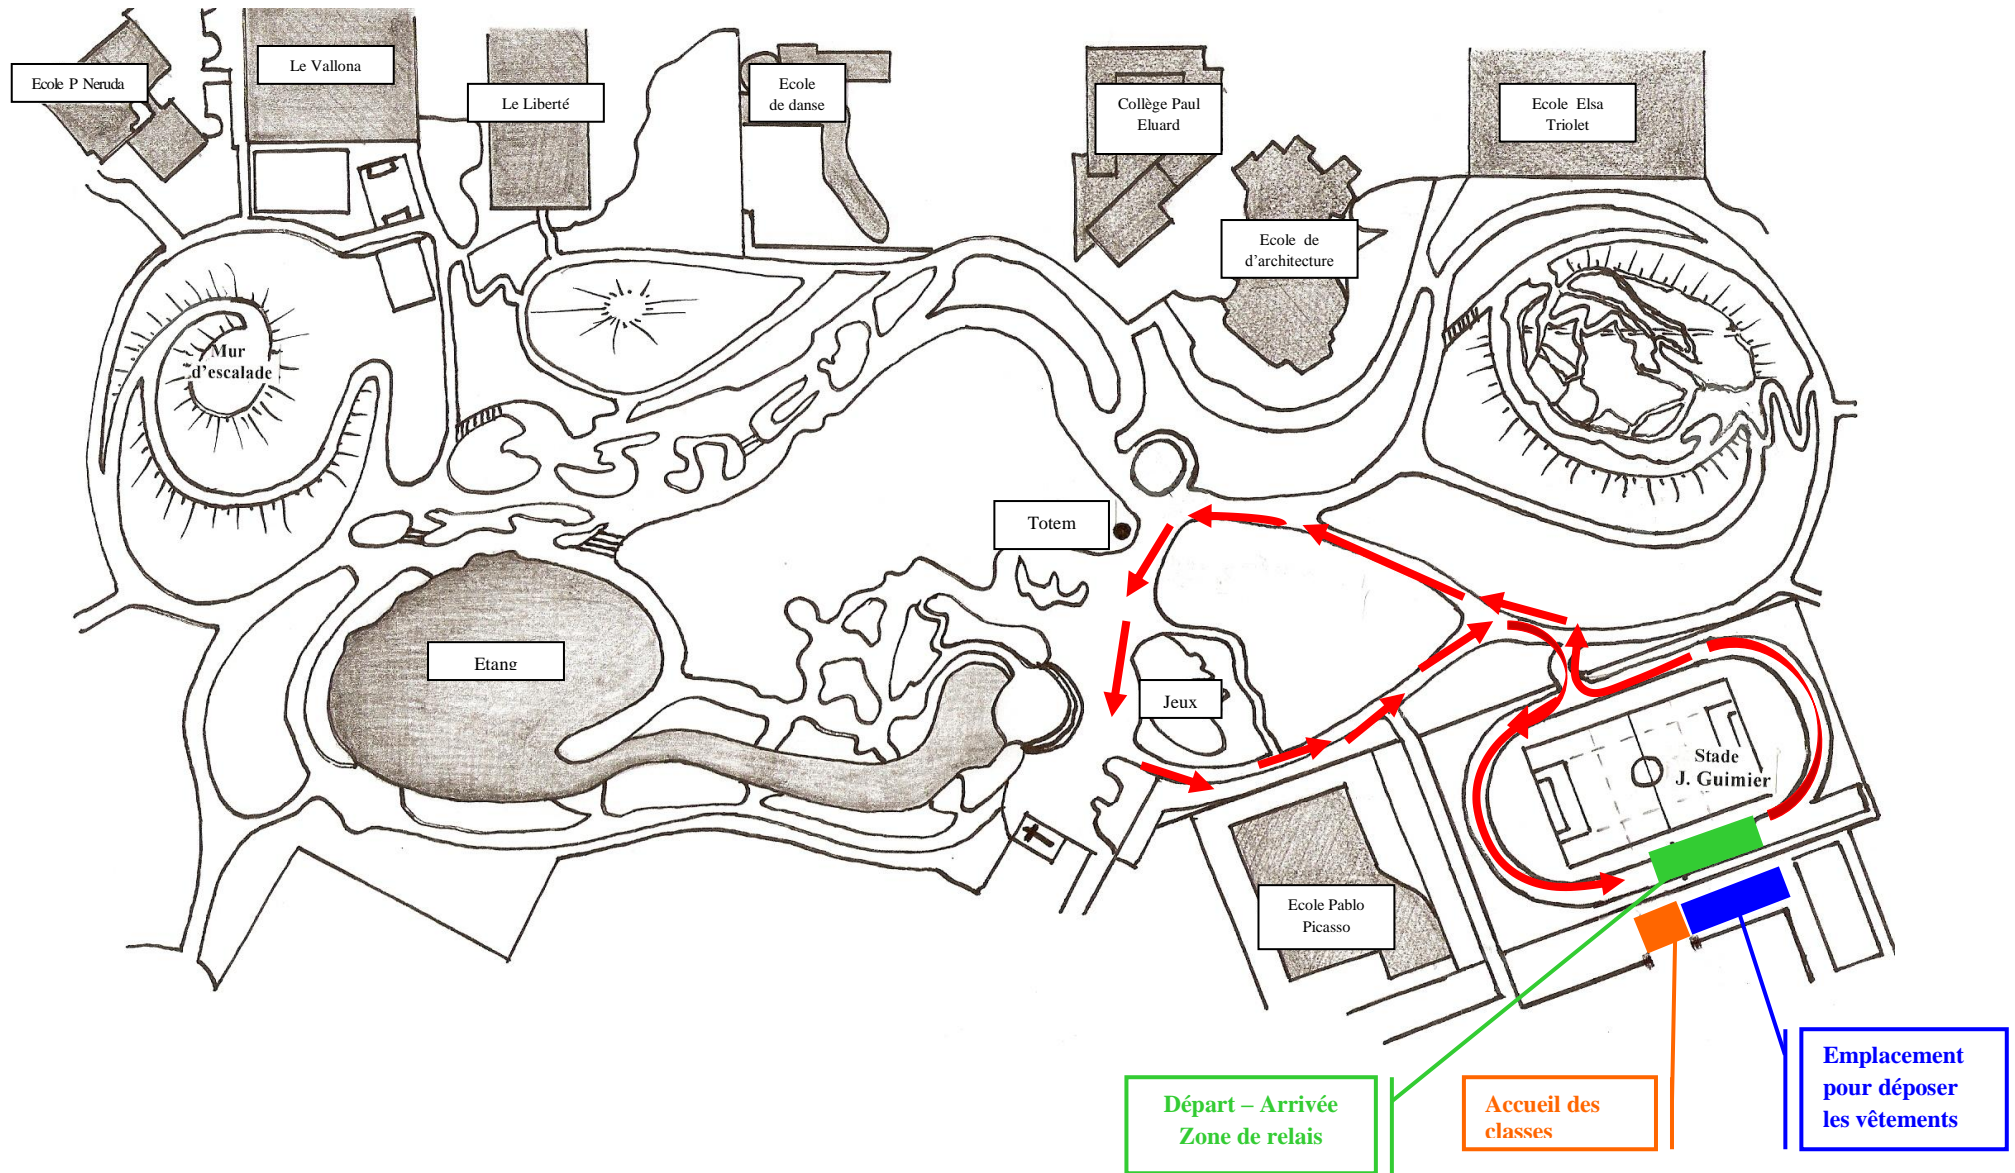 Ecole P Neruda
Le Vallona
Le Liberté
Ecole
de danse
Collège Paul
Eluard
Ecole Elsa
Triolet
Ecole de
d’architecture
Mur
d’escalade
Totem
Etang
Jeux
Stade
J. Guimier
Ecole Pablo
Picasso
Départ – Arrivée
Zone de relais
Accueil des
classes
Emplacement
pour déposer
les vêtements